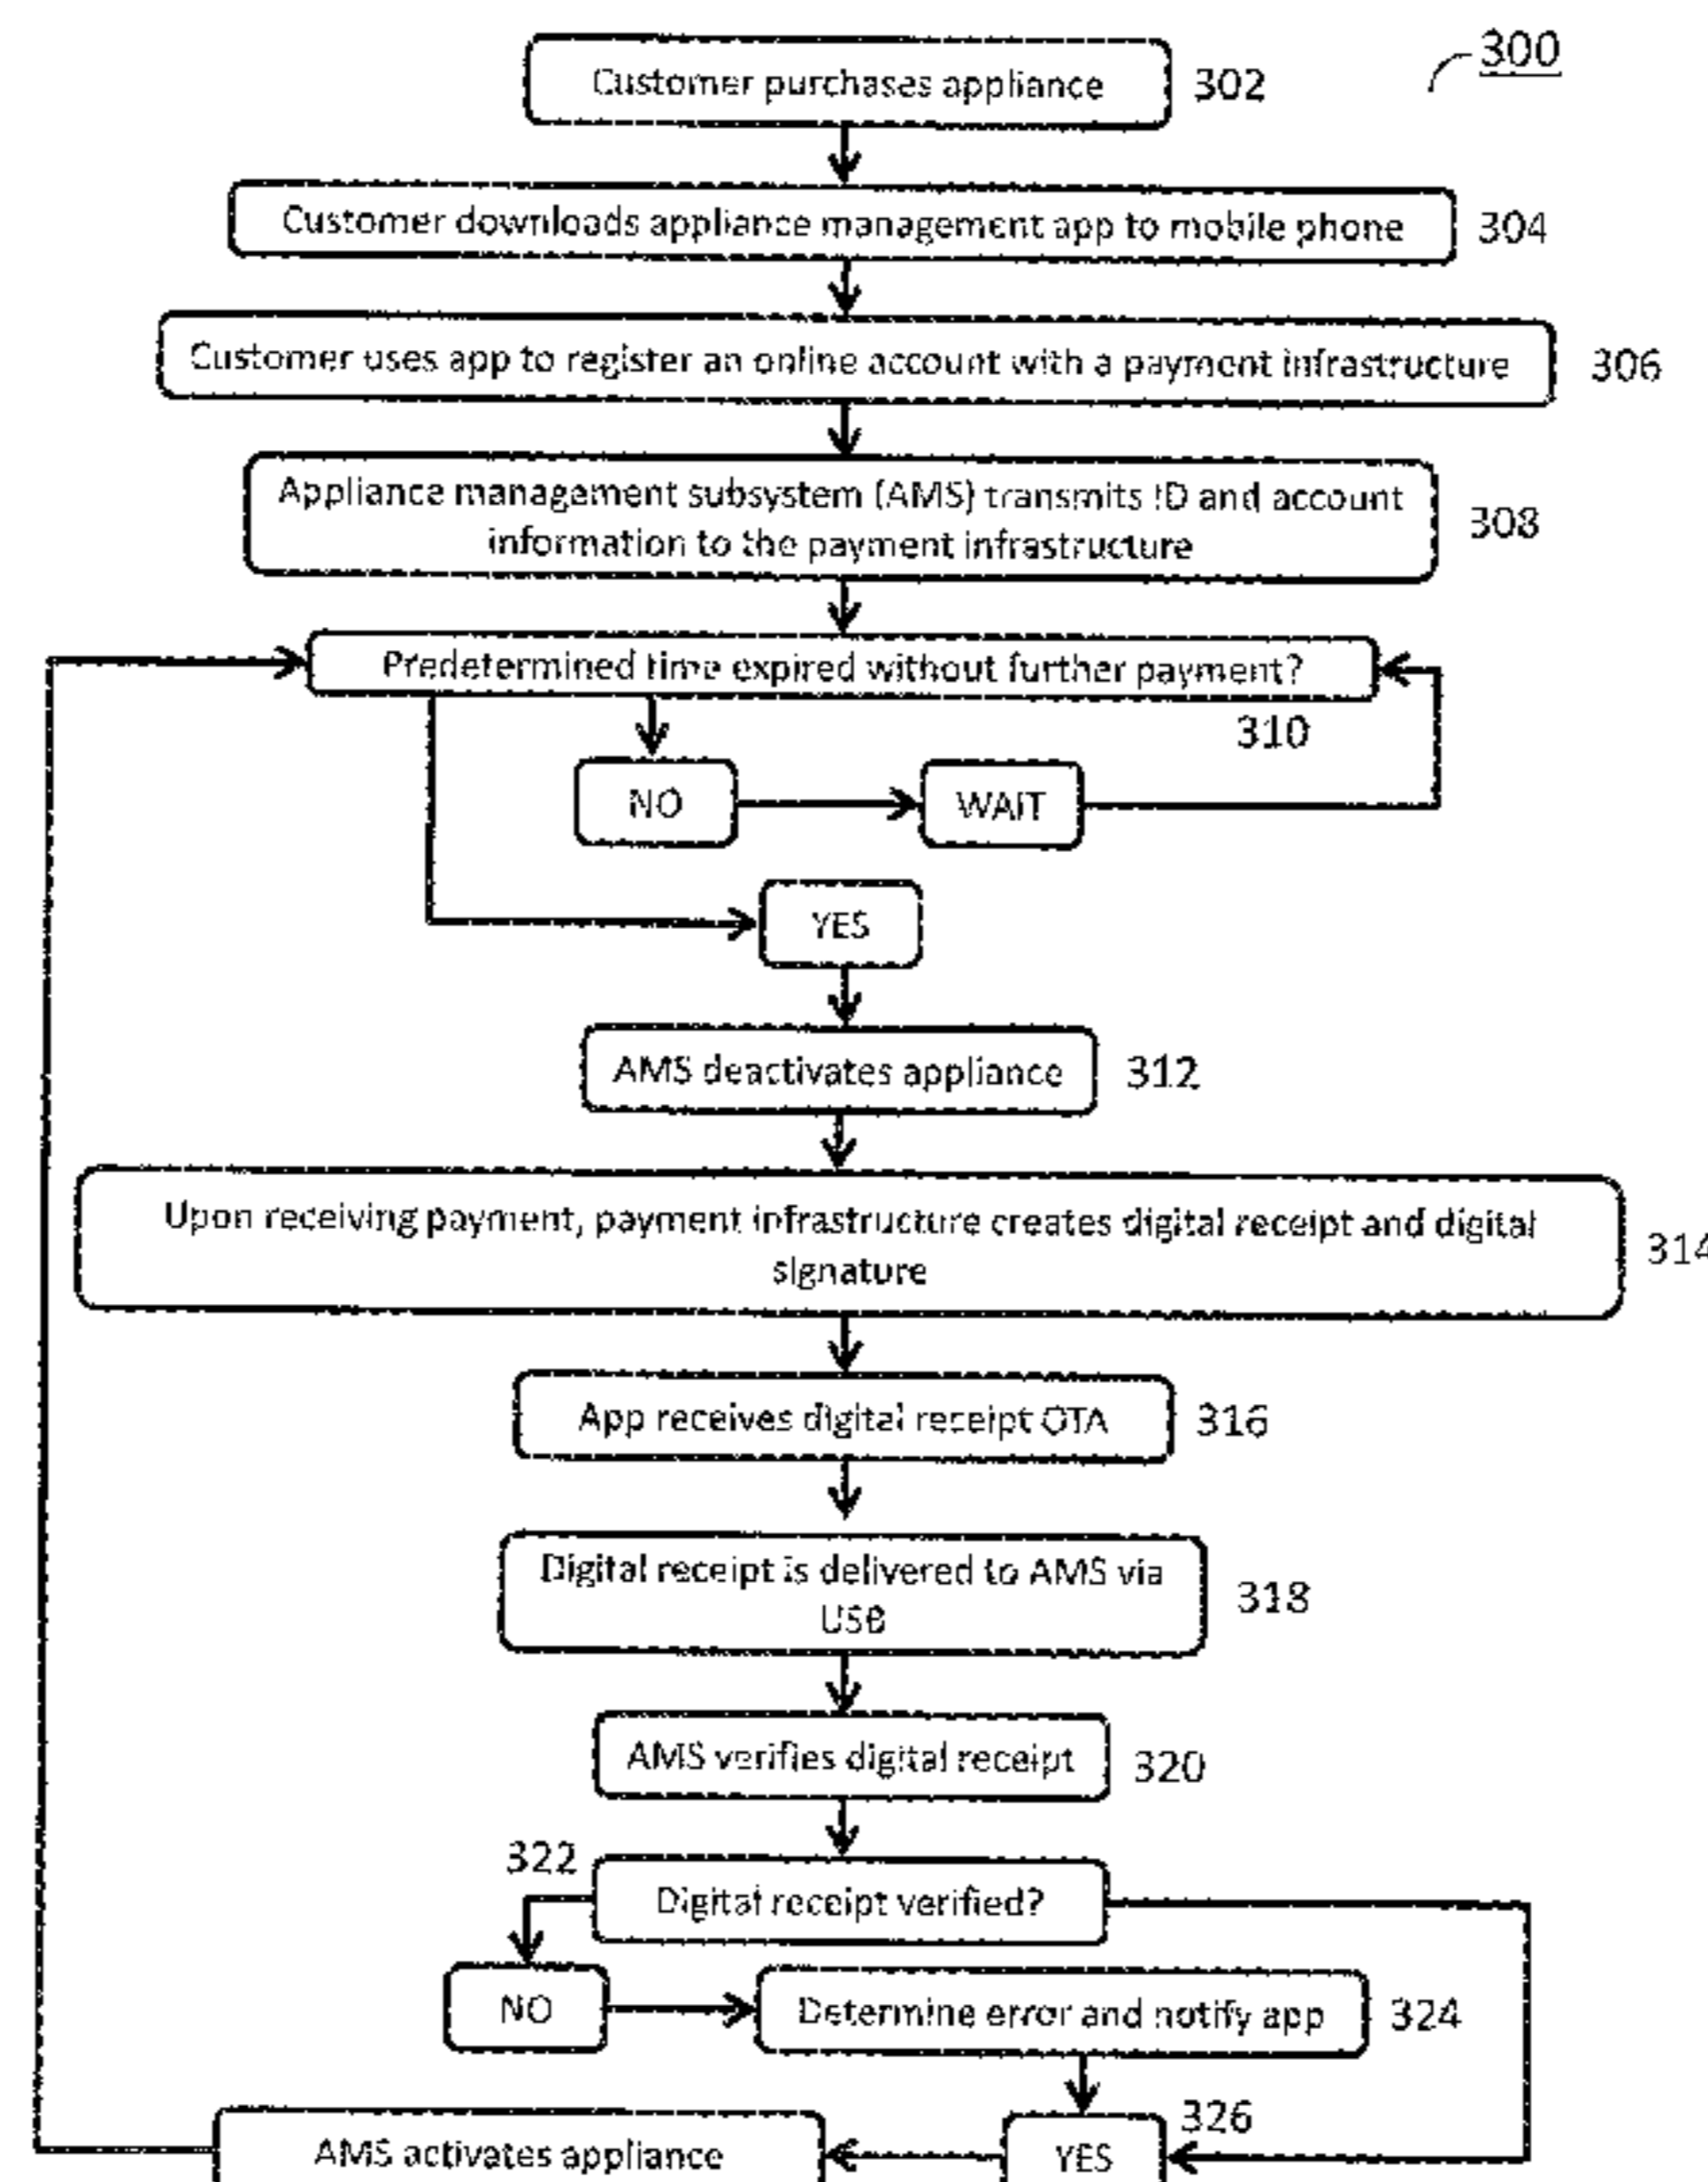 300
Customer purchases appliance 302
Customer downloads appliance management app to mobile phone 304
Customer uses app to register an online account with a payment infrastructure 306
Appliance management subsystem (AMS) transmits ID and account
information to the payment infrastructure
308
Predetermined time expired without further payment?
310
NO
WAIT
YES
AMS deactivates appliance 312
Upon receiving payment, payment infrastructure creates digital receipt and digital
signature
314
App receives digital receipt OTA 316
Digital receipt is delivered to AMS via
USB
318
AMS verifies digital receipt 320
322
Digital receipt verified?
NO
Determine error and notify app 324
326
AMS activates appliance
YES